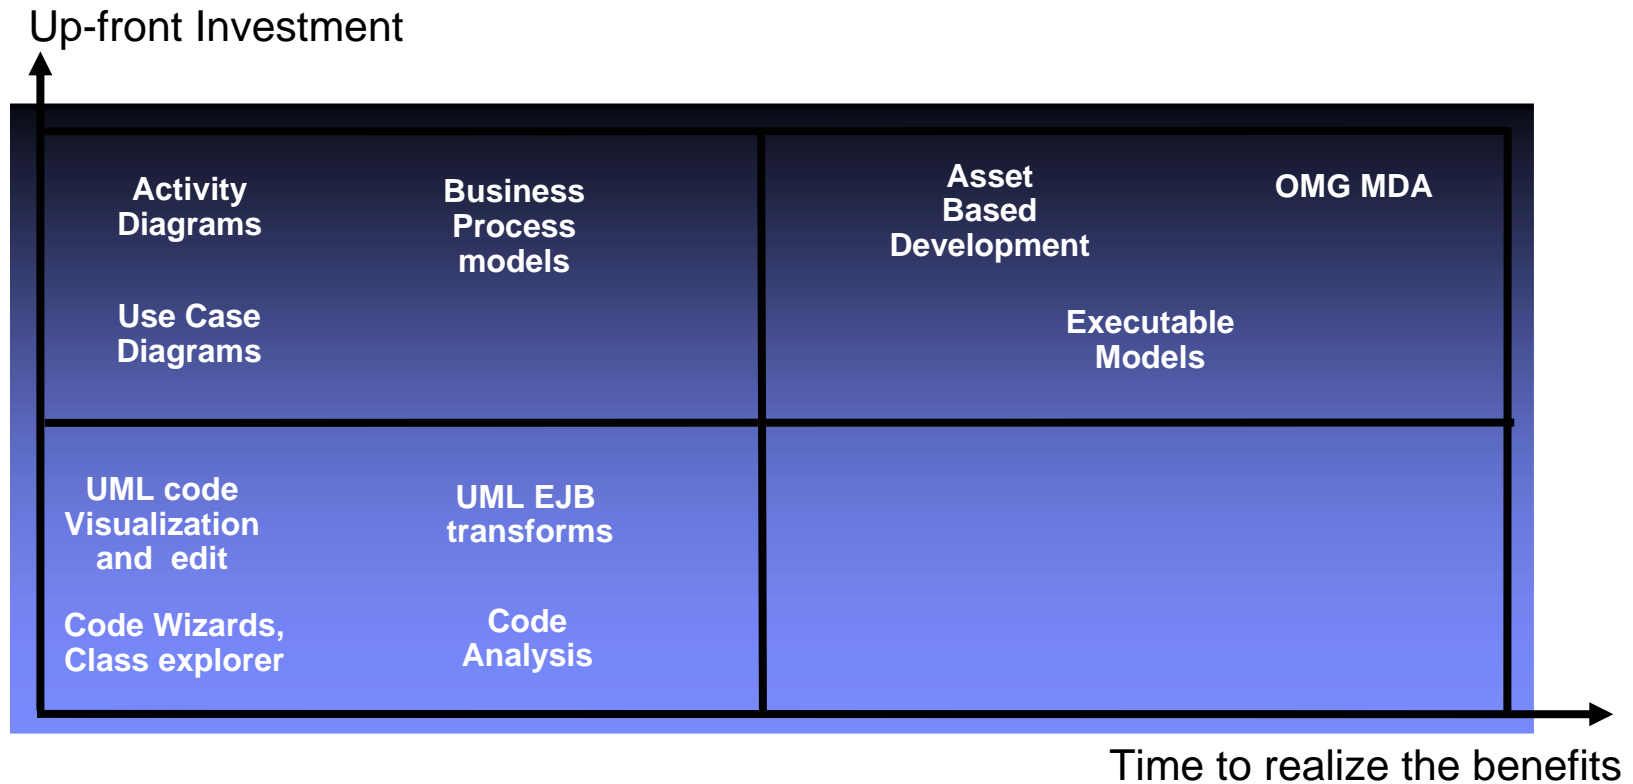 Up-front Investment
Activity
Diagrams
Business
Process
models
Asset
Based
Development
OMG MDA
Use Case
Diagrams
Executable
Models
UML code
Visualization
and edit
UML EJB
transforms
Code Wizards,
Class explorer
Code
Analysis
Time to realize the benefits